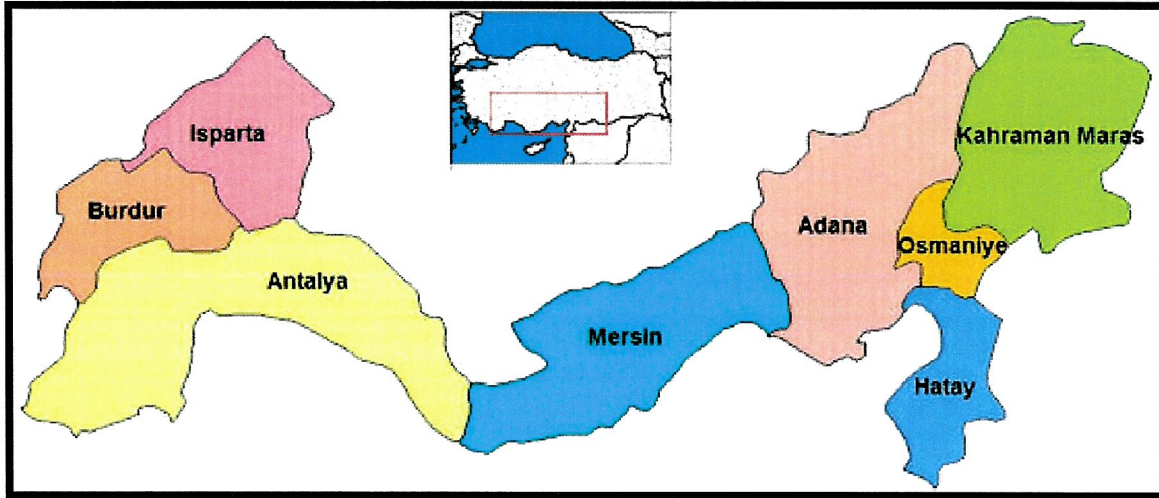 Isparta
Burdur
Antalya
Mersin
Adana
Kahraman Maras
Osmaniye
Hatay